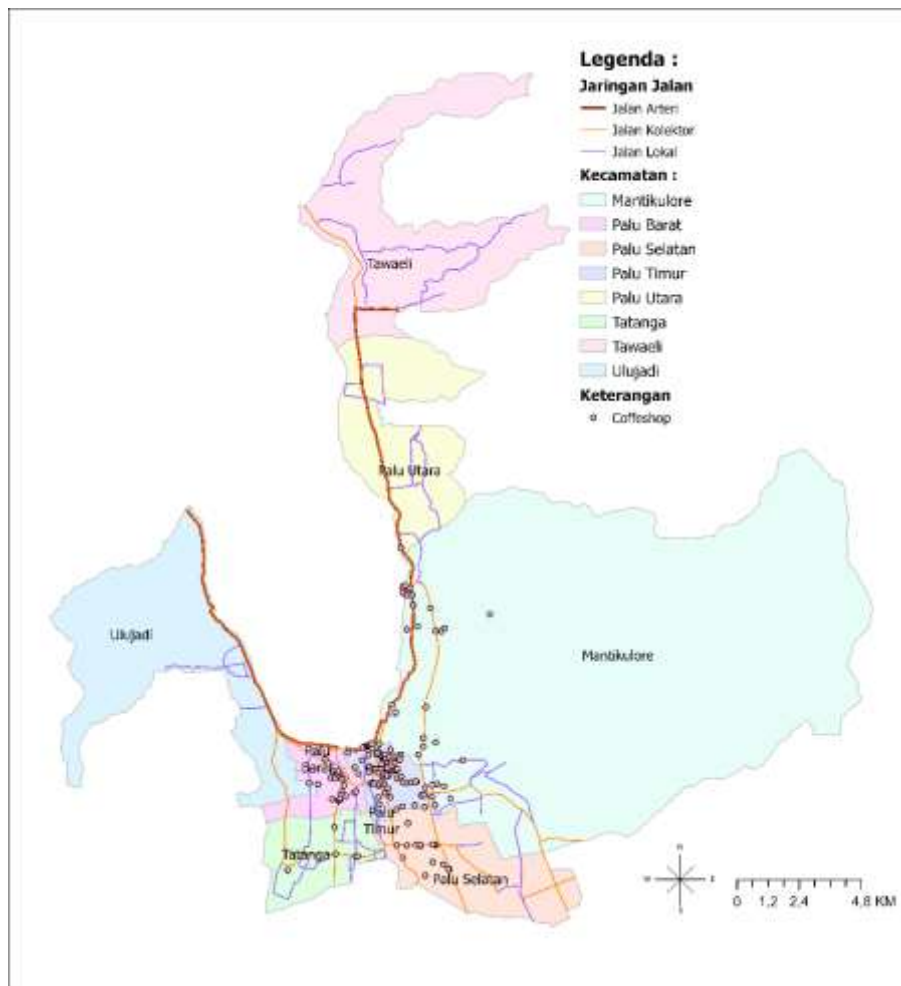 Legenda :
Jaringan Jalan
Jalan Arteri
Jalan Kolektor
Jalan Lokal
Kecamatan :
Mantikulore
Palu Barat
Palu Selatan
Palu Timur
Palu Utara
Tatanga
Tawaeli
Ulujadi
Keterangan
Coffeshop
Tawaeli
Palu Utara
Ulujadi
Mantikulore
Palu
Barat
Palu
Timur
Tatanga
Palu Selatan
N
W
E
S
0 1,2 2,4 4,8 KM